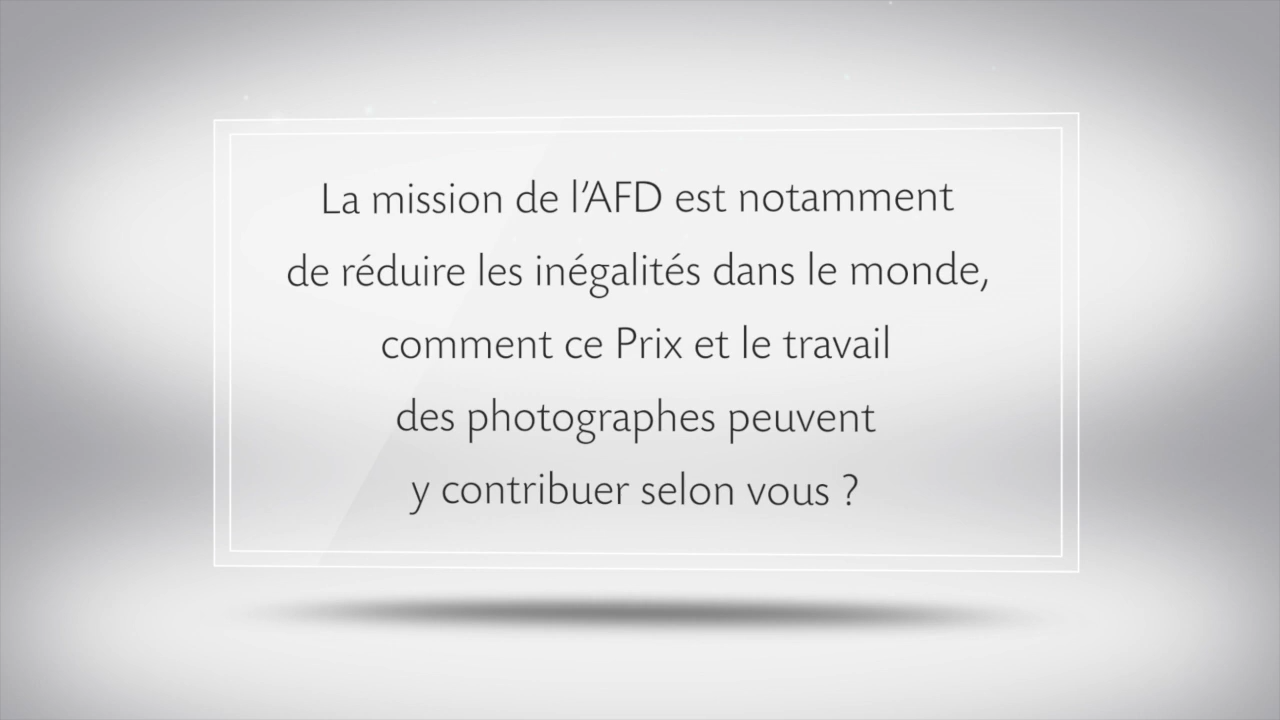 La mission de l’AFD est notamment
de réduire les inégalités dans le monde,
comment ce Prix et le travail
des photographes peuvent
y contribuer selon vous ?